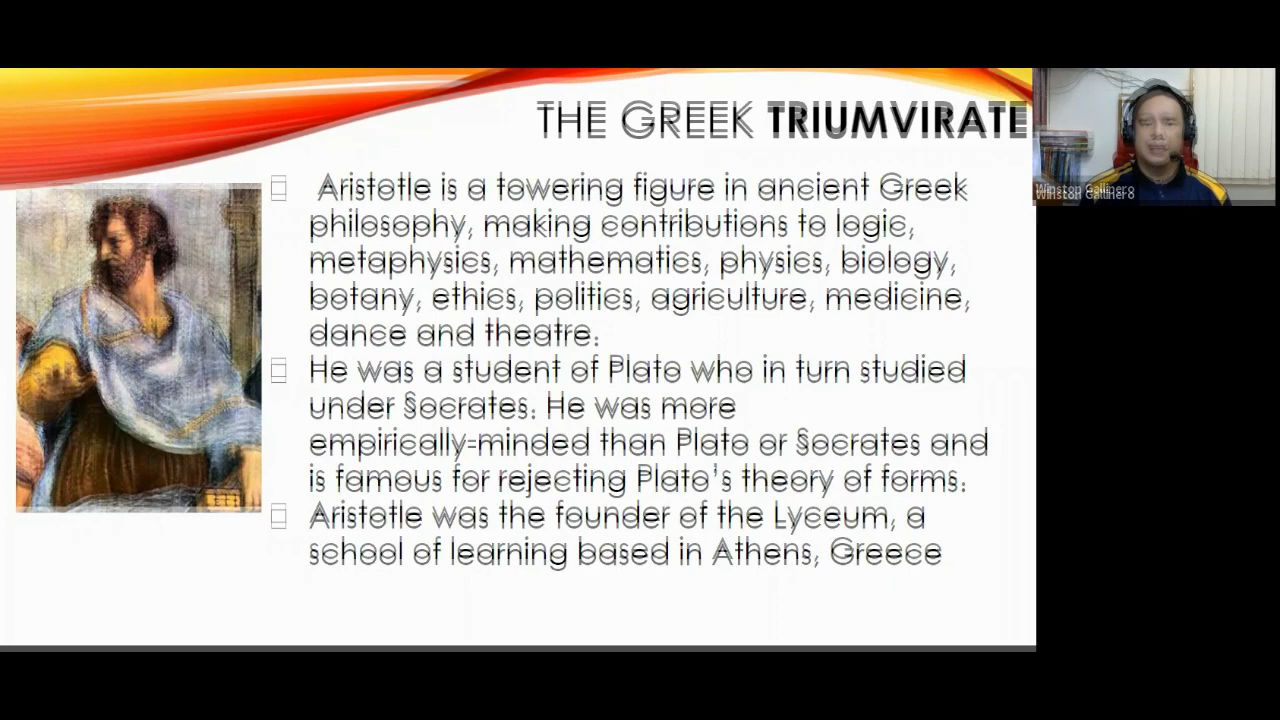 THE GREEK TRIUMVIRATE
Aristotle is a towering figure in ancient Greek
philosophy, making contributions to logic,
metaphysics, mathematics, physics, biology,
botany, ethics, politics, agriculture, medicine,
dance and theatre.
He was a student of Plato who in turn studied
under Socrates. He was more
empirically-minded than Plato or Socrates and
is famous for rejecting Plato's theory of forms.
Aristotle was the founder of the Lyceum, a
school of learning based in Athens, Greece
Winston Gallinero